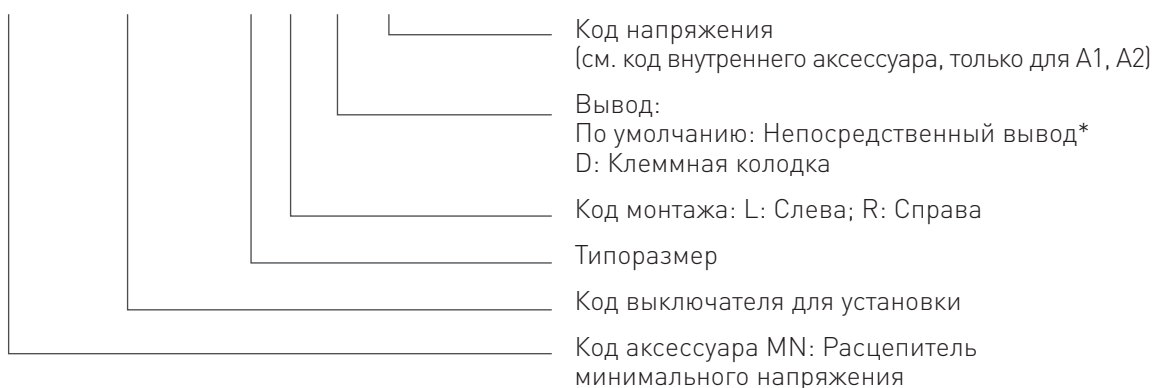 Код напряжения
(см. код внутреннего аксессуара, только для A1, A2)
Вывод:
По умолчанию: Непосредственный вывод*
D: Клеммная колодка
Код монтажа: L: Слева; R: Справа
Типоразмер
Код выключателя для установки
Код аксессуара MN: Расцепитель
минимального напряжения